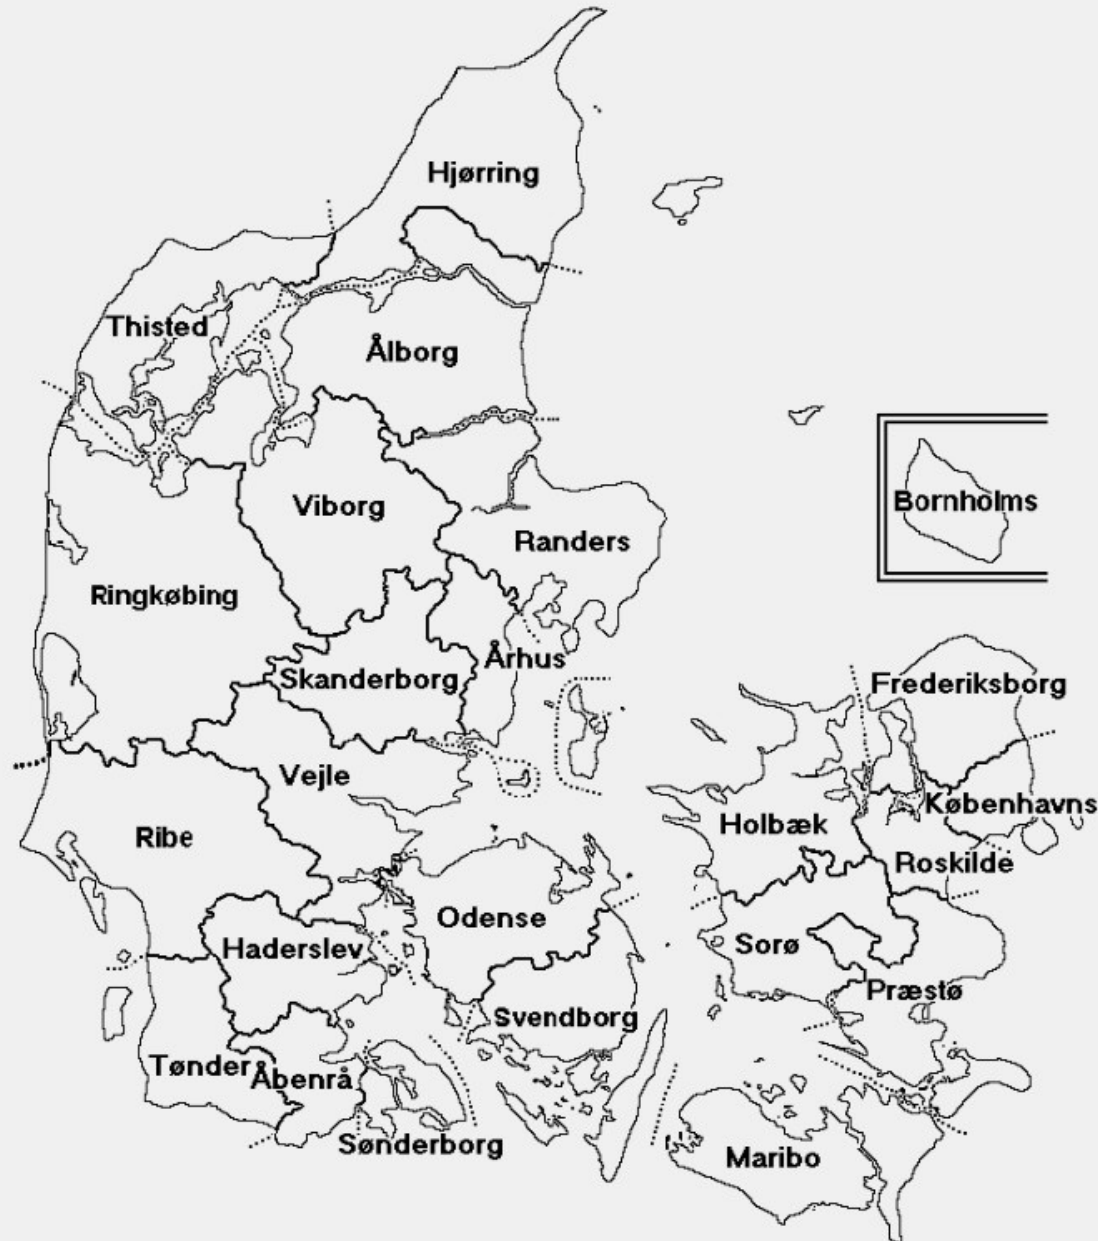 Hjørring
Thisted
Ålborg
Viborg
Bornholms
Randers
Ringkøbing
Århus
Skanderborg
Frederiksborg
Vejle
Københavns
Holbæk
Ribe
Roskilde
Odense
Haderslev
Sorø
Præstø
Svendborg
Tønder
Åbenrå
Sønderborg
Maribo